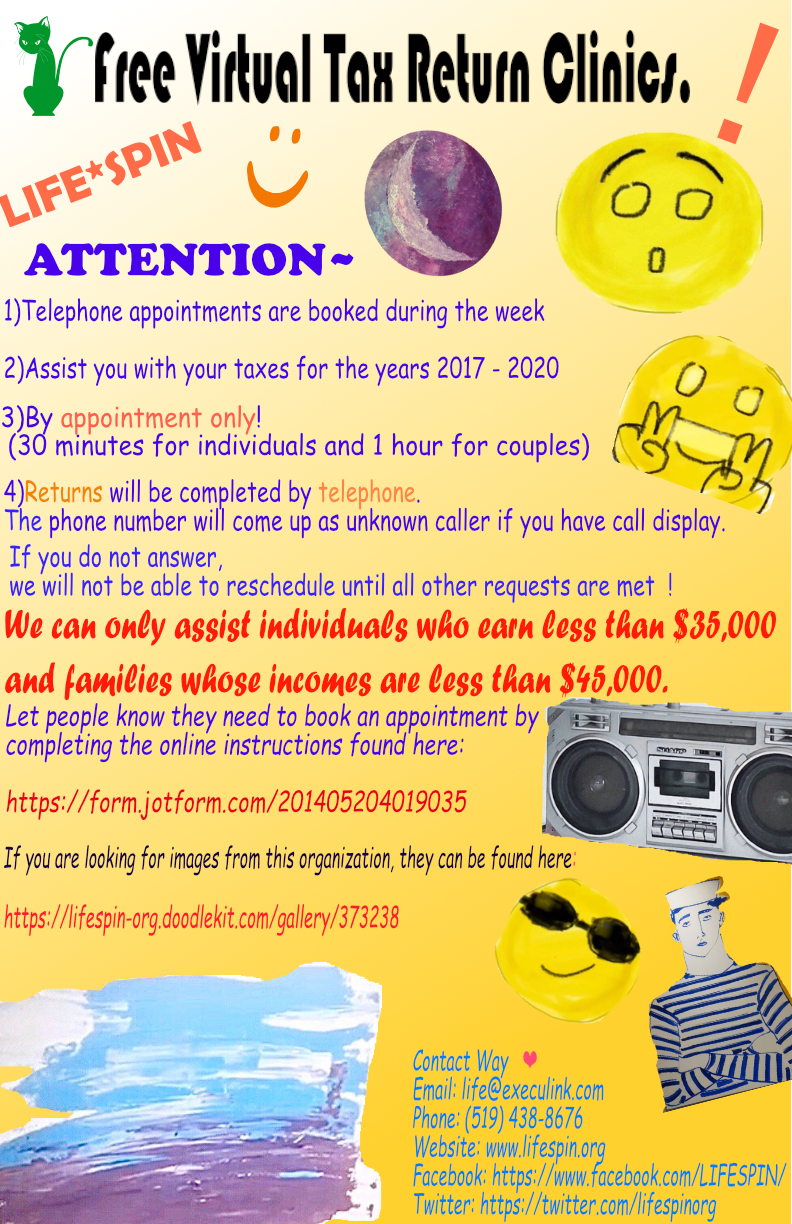 Free Virtual Tax Return Clinics.
!
LIFE*SPIN
ATTENTION~
1)Telephone appointments are booked during the week
2)Assist you with your taxes for the years 2017 - 2020
3)By appointment only!
(30 minutes for individuals and 1 hour for couples)
4)Returns will be completed by telephone.
The phone number will come up as unknown caller if you have call display.
If you do not answer,
we will not be able to reschedule until all other requests are met !
We can only assist individuals who earn less than $35,000
and families whose incomes are less than $45,000.
Let people know they need to book an appointment by
completing the online instructions found here:
SHARP
https://form.jotform.com/201405204019035
If you are looking for images from this organization, they can be found here:
https://lifespin-org.doodlekit.com/gallery/373238
Contact Way
Email: life@execulink.com
Phone: (519) 438-8676
Website: www.lifespin.org
Facebook: https://www.facebook.com/LIFESPIN/
Twitter: https://twitter.com/lifespinorg